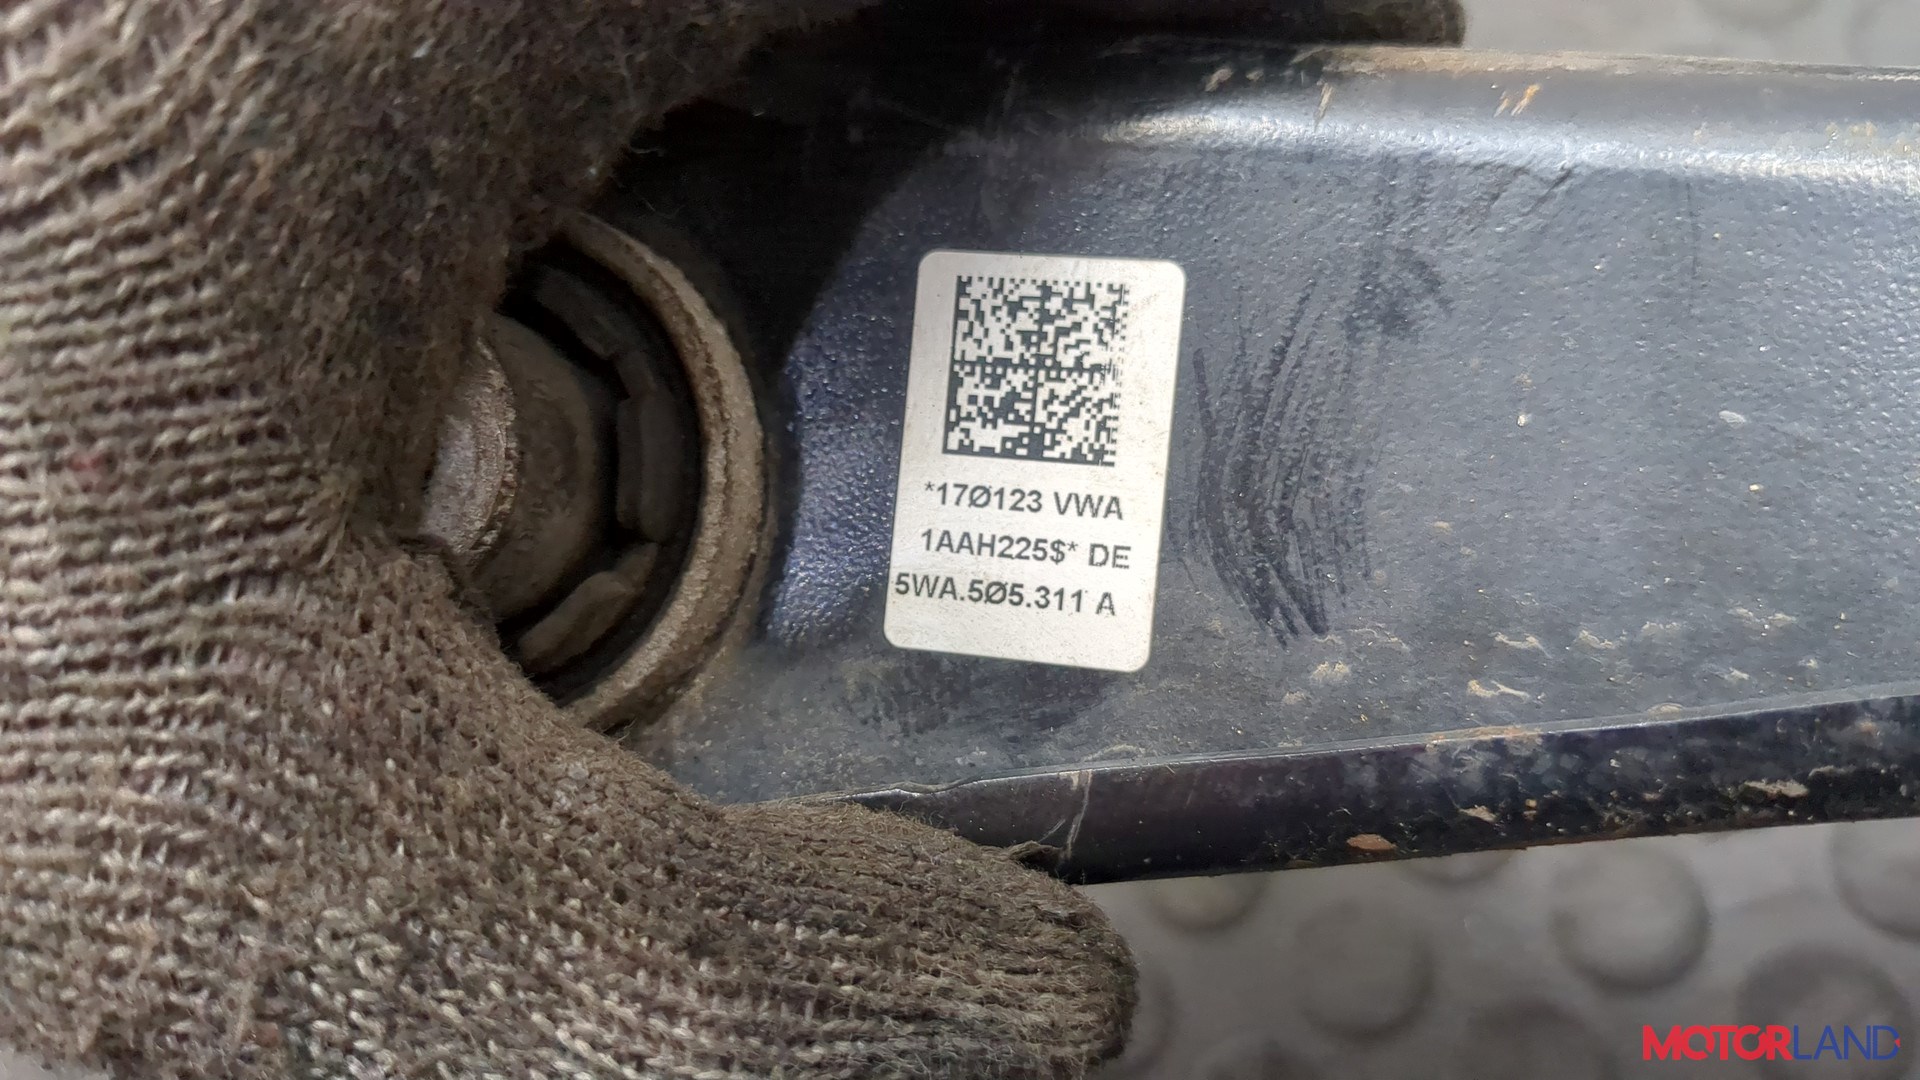 *17Ø123 VWA
1AAH225$* DE
5WA.5Ø5.311 A
MOTORLAND